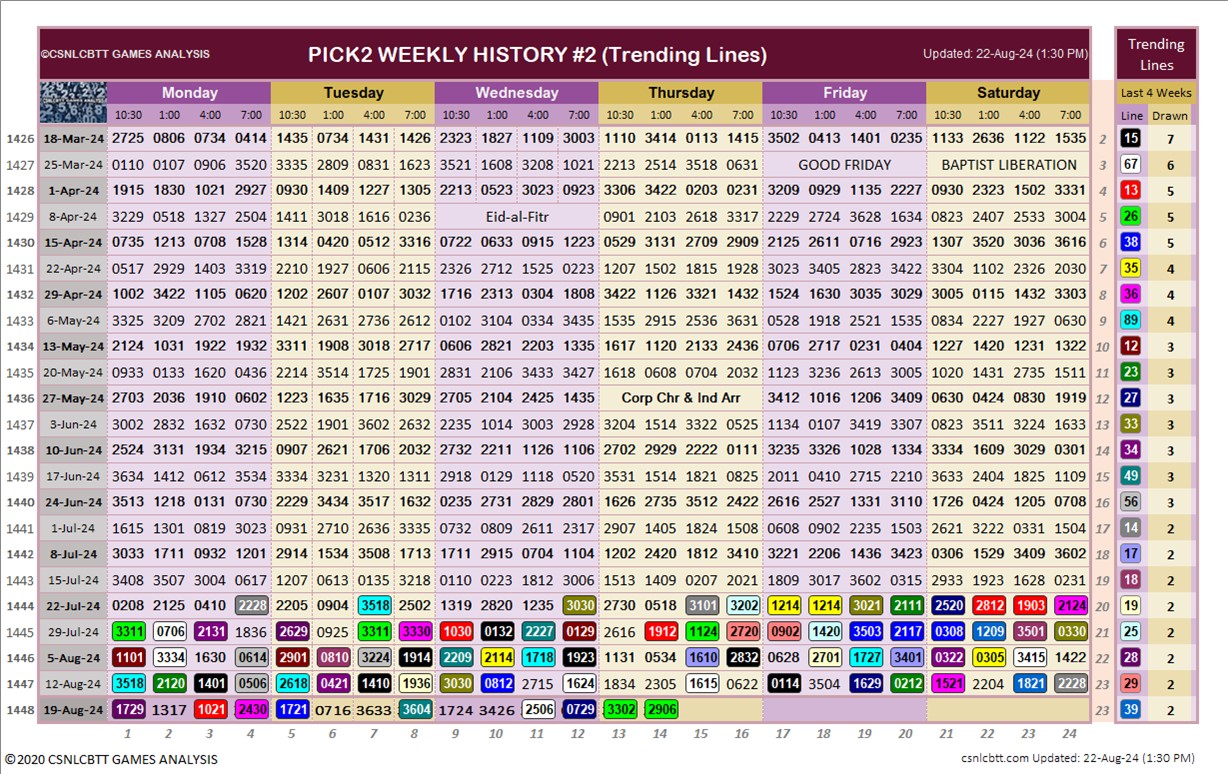 ©CSNLCBTT GAMES ANALYSIS PICK2 WEEKLY HISTORY #2 (Trending Lines) Updated: 22-Aug-24 (1:30 PM) Trending Lines
Monday Tuesday Wednesday Thursday Friday Saturday Last 4 Weeks
10:30 1:00 4:00 7:00 10:30 1:00 4:00 7:00 10:30 1:00 4:00 7:00 10:30 1:00 4:00 7:00 10:30 1:00 4:00 7:00 10:30 1:00 4:00 7:00 Line Drawn
1426 18-Mar-24 2725 0806 0734 0414 1435 0734 1431 1426 2323 1827 1109 3003 1110 3414 0113 1415 3502 0413 1401 0235 1133 2636 1122 1535 2 15 7
1427 25-Mar-24 0110 0107 0906 3520 3335 2809 0831 1623 3521 1608 3208 1021 2213 2514 3518 0631 GOOD FRIDAY BAPTIST LIBERATION 3 67 6
1428 1-Apr-24 1915 1830 1021 2927 0930 1409 1227 1305 2213 0523 3023 0923 3306 3422 0203 0231 3209 0929 1135 2227 0930 2323 1502 3331 4 13 5
1429 8-Apr-24 3229 0518 1327 2504 1411 3018 1616 0236 Eid-al-Fitr 0901 2103 2618 3317 2229 2724 3628 1634 0823 2407 2533 3004 5 26 5
1430 15-Apr-24 0735 1213 0708 1528 1314 0420 0512 3316 0722 0633 0915 1223 0529 3131 2709 2909 2125 2611 0716 2923 1307 3520 3036 3616 6 38 5
1431 22-Apr-24 0517 2929 1403 3319 2210 1927 0606 2115 2326 2712 1525 0223 1207 1502 1815 1928 3023 3405 2823 3422 3304 1102 2326 2030 7 35 4
1432 29-Apr-24 1002 3422 1105 0620 1202 2607 0107 3033 1716 2313 0304 1808 3422 1126 3321 1432 1524 1630 3335 3029 3005 0115 1432 3303 8 36 4
1433 6-May-24 3325 3209 2702 2821 1421 2631 2736 2612 0102 3104 0334 3435 1535 2915 2536 3631 0528 1918 2521 1535 0834 2227 1927 0630 9 89 4
1434 13-May-24 2124 1031 1922 1932 3311 1908 3018 2717 0606 2821 2203 1335 1617 1120 2133 2436 0706 2717 0231 0404 1227 1420 1231 1322 10 12 3
1435 20-May-24 0933 0133 1620 0436 2214 3514 1725 1901 2831 2106 3433 3427 1618 0608 0704 2032 1123 3236 2613 3005 1020 1431 2735 1511 11 23 3
1436 27-May-24 2703 2036 1910 0602 1223 1635 1716 3029 2705 2104 2425 1435 Corp Chr & Ind Arr 3412 1016 1206 3409 0630 0424 0830 1919 12 27 3
1437 3-Jun-24 3002 2832 1632 0730 2522 1901 3602 2632 2235 1014 3003 2928 3204 1514 3322 0525 1134 0107 3419 3307 0823 3511 3224 1633 13 33 3
1438 10-Jun-24 2524 3131 1934 3215 0907 2621 1706 2032 2732 2211 1126 1106 2702 2929 2222 0111 3235 3326 1028 1334 3334 1609 3029 0301 14 34 3
1439 17-Jun-24 3634 1412 0612 3534 3334 3231 1320 1311 2918 0129 1118 0520 3531 1514 1821 0825 2011 0410 2715 2210 3633 2404 1825 1109 15 49 3
1440 24-Jun-24 3513 1218 0131 0730 2229 3434 3517 1632 0235 2731 2829 2801 1626 2735 3512 2422 2616 2527 1331 3110 1726 0424 1205 0708 16 56 3
1441 1-Jul-24 1615 1301 0819 3023 0931 2710 2636 3335 0732 0809 2611 2317 2907 1405 1824 1508 0608 0902 2235 1503 2621 3222 0331 1504 17 14 2
1442 8-Jul-24 3033 1711 0932 1201 2914 1534 3508 1713 1711 2915 0704 1104 1202 2420 1812 3410 3221 2206 1436 3423 0306 1529 3409 3602 18 17 2
1443 15-Jul-24 3408 3507 3004 0617 1207 0613 0135 3218 0110 0223 1812 3006 1513 1409 0207 2021 1809 3017 3602 0315 2933 1923 1628 0231 19 18 2
1444 22-Jul-24 0208 2125 0410 2228 2205 0904 3518 2502 1319 2820 1235 3030 2730 0518 3101 3202 1214 1214 3021 2111 2520 2812 1903 2124 20 19 2
1445 29-Jul-24 3311 0706 2131 1836 2629 0925 3311 3330 1030 0132 2227 0129 2616 1912 1124 2720 0902 1420 3503 2117 0308 1209 3501 0330 21 25 2
1446 5-Aug-24 1101 3334 1630 0614 2901 0810 3224 1914 2209 2114 1718 1923 1131 0534 1610 2832 0628 2701 1727 3401 0322 0305 3415 1422 22 28 2
1447 12-Aug-24 3518 2120 1401 0506 2618 0421 1410 1936 3030 0812 2715 1624 1834 2305 1615 0622 0114 3504 1629 0212 1521 2204 1821 2228 23 29 2
1448 19-Aug-24 1729 1317 1021 2430 1721 0716 3633 3604 1724 3426 2506 0729 3302 2906 23 39 2
1 2 3 4 5 6 7 8 9 10 11 12 13 14 15 16 17 18 19 20 21 22 23 24
©2020 CSNLCBTT GAMES ANALYSIS csnlcbtt.com Updated: 22-Aug-24 (1:30 PM)